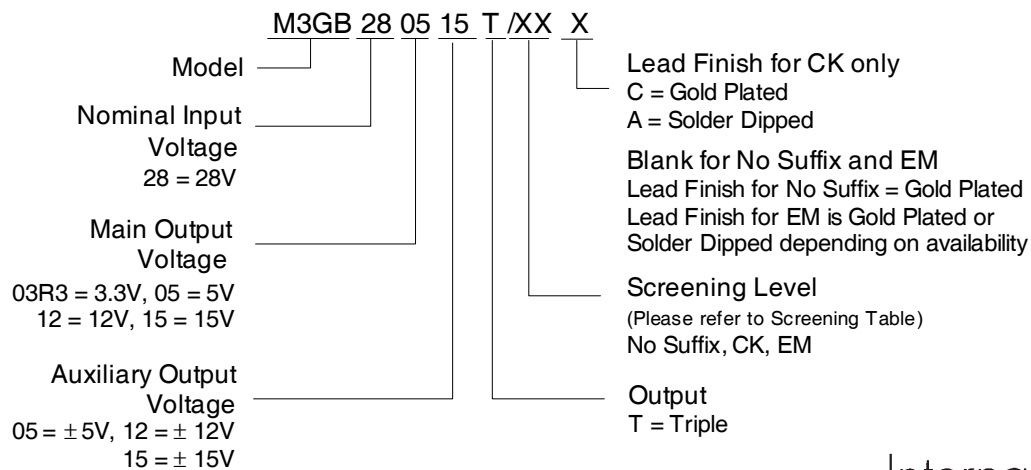 M3GB 28 05 15 T /XX X
Model
Nominal Input
Voltage
28 = 28V
Main Output
Voltage
03R3 = 3.3V, 05 = 5V
12 = 12V, 15 = 15V
Auxiliary Output
Voltage
05 = ± 5V, 12 = ± 12V
15 = ± 15V
Lead Finish for CK only
C = Gold Plated
A = Solder Dipped
Blank for No Suffix and EM
Lead Finish for No Suffix = Gold Plated
Lead Finish for EM is Gold Plated or
Solder Dipped depending on availability
Screening Level
(Please refer to Screening Table)
No Suffix, CK, EM
Output
T = Triple